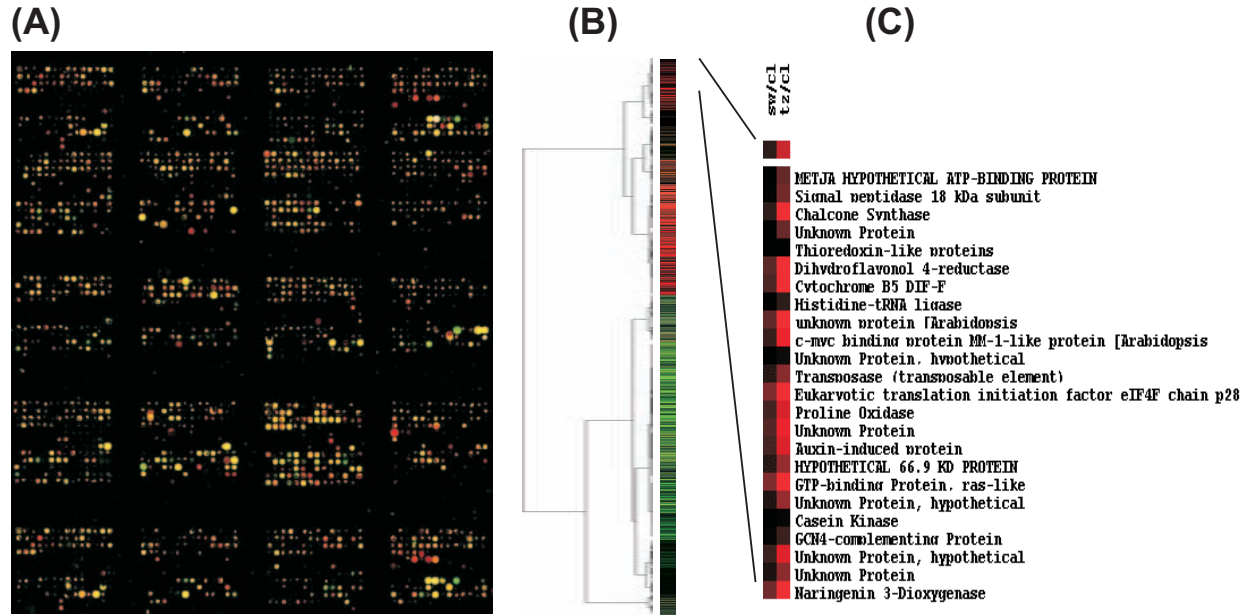 (A)
(B)
(C)
sw/cl
tz/cl
METJA HYPOTHETICAL ATP-BINDING PROTEIN
Signal peptidase 18 kDa subunit
Chalcone Synthase
Unknown Protein
Thioredoxin-like proteins
Dihydroflavonol 4-reductase
Cytochrome B5 DIF-F
Histidine-tRNA ligase
unknown protein [Arabidopsis
c-myc binding protein MM-1-like protein [Arabidopsis
Unknown Protein, hypothetical
Transposase (transposable element)
Eukaryotic translation initiation factor eIF4F chain p28
Proline Oxidase
Unknown Protein
Auxin-induced protein
HYPOTHETICAL 66.9 KD PROTEIN
GTP-binding Protein, ras-like
Unknown Protein, hypothetical
Casein Kinase
GCN4-complementing Protein
Unknown Protein, hypothetical
Unknown Protein
Naringenin 3-Dioxygenase